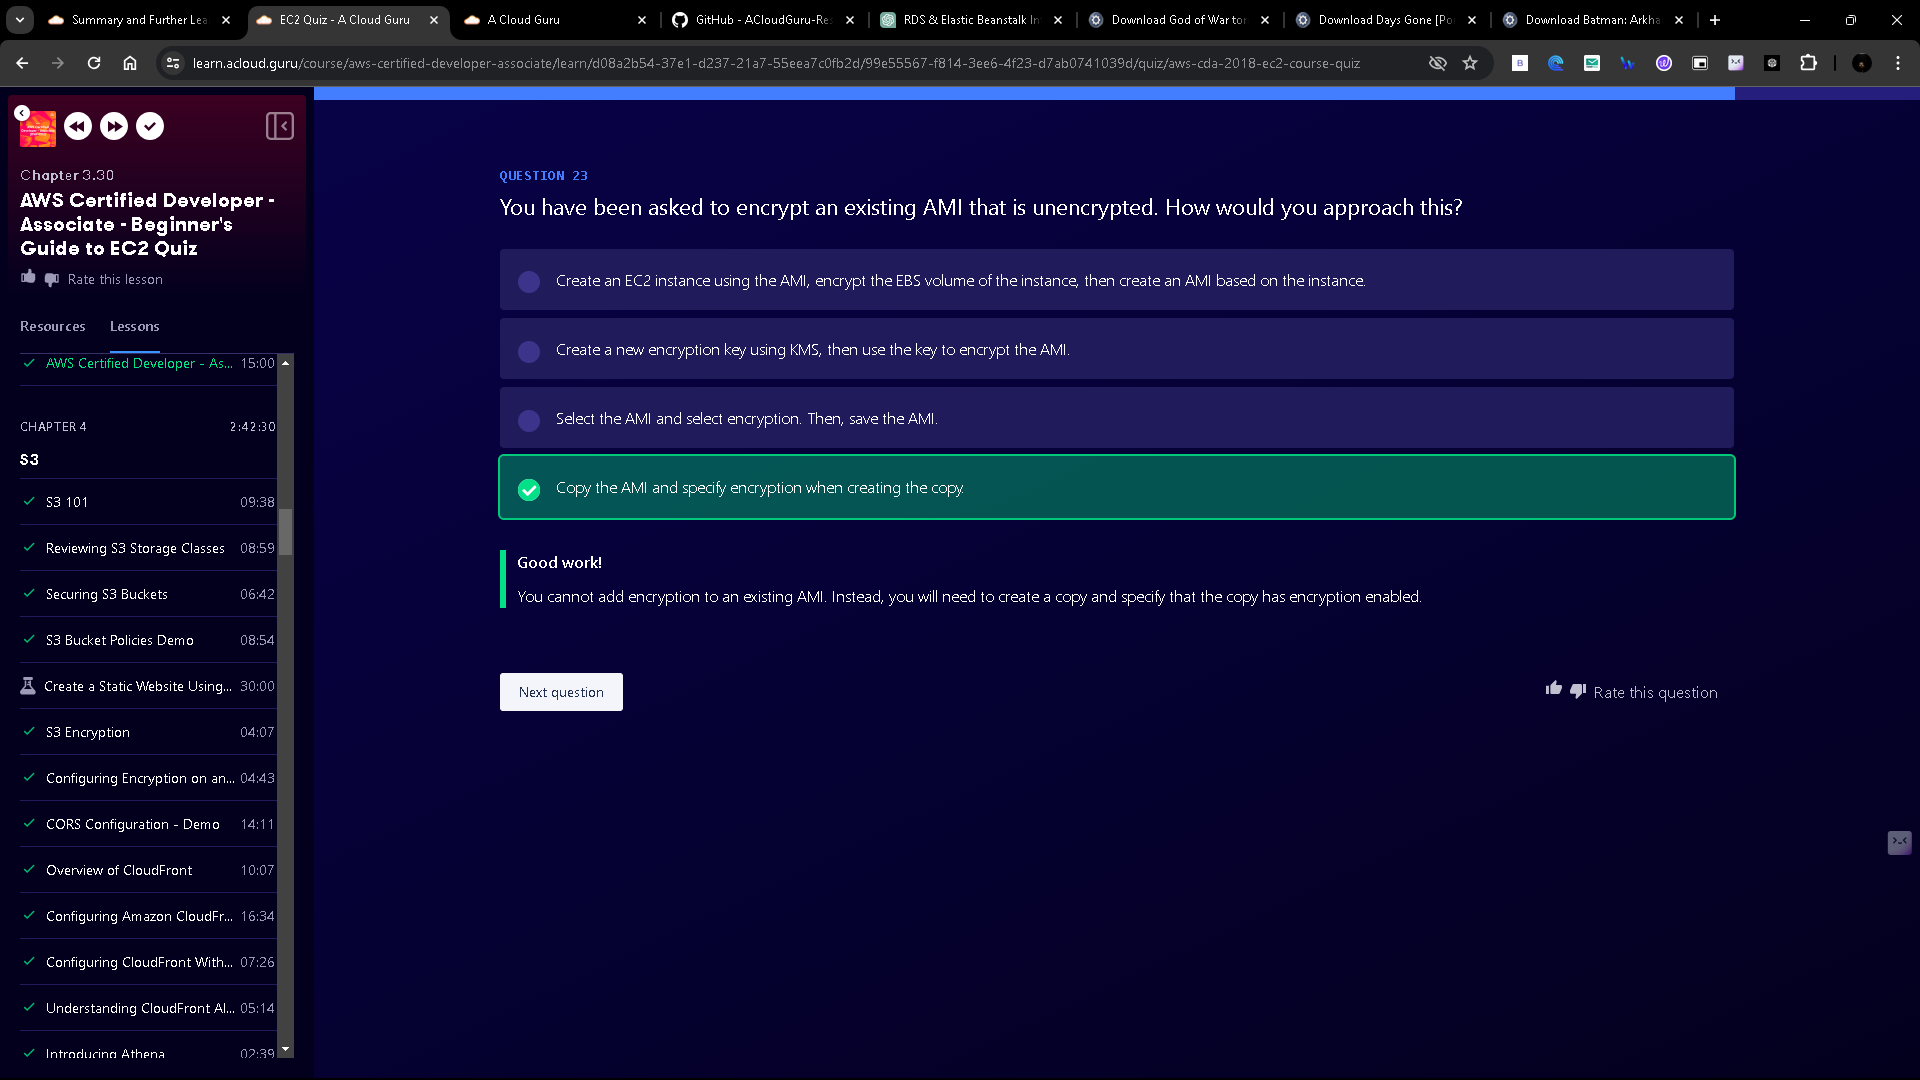 Summary and Further Lea
EC2 Quiz - A Cloud Guru
A Cloud Guru
GitHub - ACloudGuru-Res
RDS & Elastic Beanstalk In
Download God of War tor
Download Days Gone [Po
Download Batman: Arkha
learn.acloud.guru/course/aws-certified-developer-associate/learn/d08a2b54-37e1-d237-21a7-55eea7c0fb2d/99e55567-f814-3ee6-4f23-d7ab0741039d/quiz/aws-cda-2018-ec2-course-quiz
Chapter 3.30
AWS Certified Developer -
Associate - Beginner's
Guide to EC2 Quiz
Rate this lesson
Resources
Lessons
AWS Certified Developer - As... 15:00
CHAPTER 4 2:42:30
S3
S3 101 09:38
Reviewing S3 Storage Classes 08:59
Securing S3 Buckets 06:42
S3 Bucket Policies Demo 08:54
Create a Static Website Using... 30:00
S3 Encryption 04:07
Configuring Encryption on an... 04:43
CORS Configuration - Demo 14:11
Overview of CloudFront 10:07
Configuring Amazon CloudFr... 16:34
Configuring CloudFront With... 07:26
Understanding CloudFront Al... 05:14
Introducing Athena 02:39
QUESTION 23
You have been asked to encrypt an existing AMI that is unencrypted. How would you approach this?
Create an EC2 instance using the AMI, encrypt the EBS volume of the instance, then create an AMI based on the instance.
Create a new encryption key using KMS, then use the key to encrypt the AMI.
Select the AMI and select encryption. Then, save the AMI.
Copy the AMI and specify encryption when creating the copy.
Good work!
You cannot add encryption to an existing AMI. Instead, you will need to create a copy and specify that the copy has encryption enabled.
Next question
Rate this question